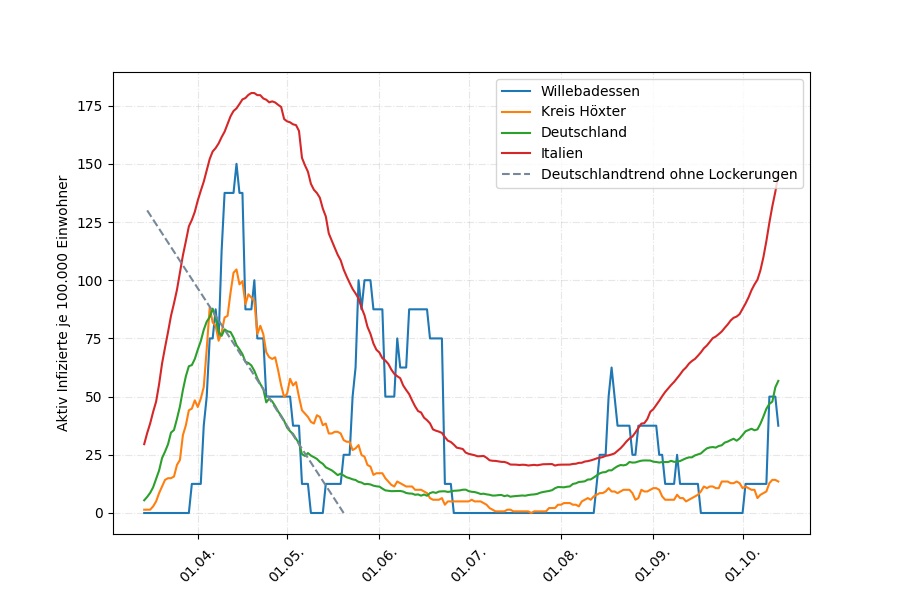 Willebadessen
Kreis Höxter
Deutschland
Italien
Deutschlandtrend ohne Lockerungen
Aktiv Infizierte je 100.000 Einwohner
175
150
125
100
75
50
25
0
01.04.
01.05.
01.06.
01.07.
01.08.
01.09.
01.10.